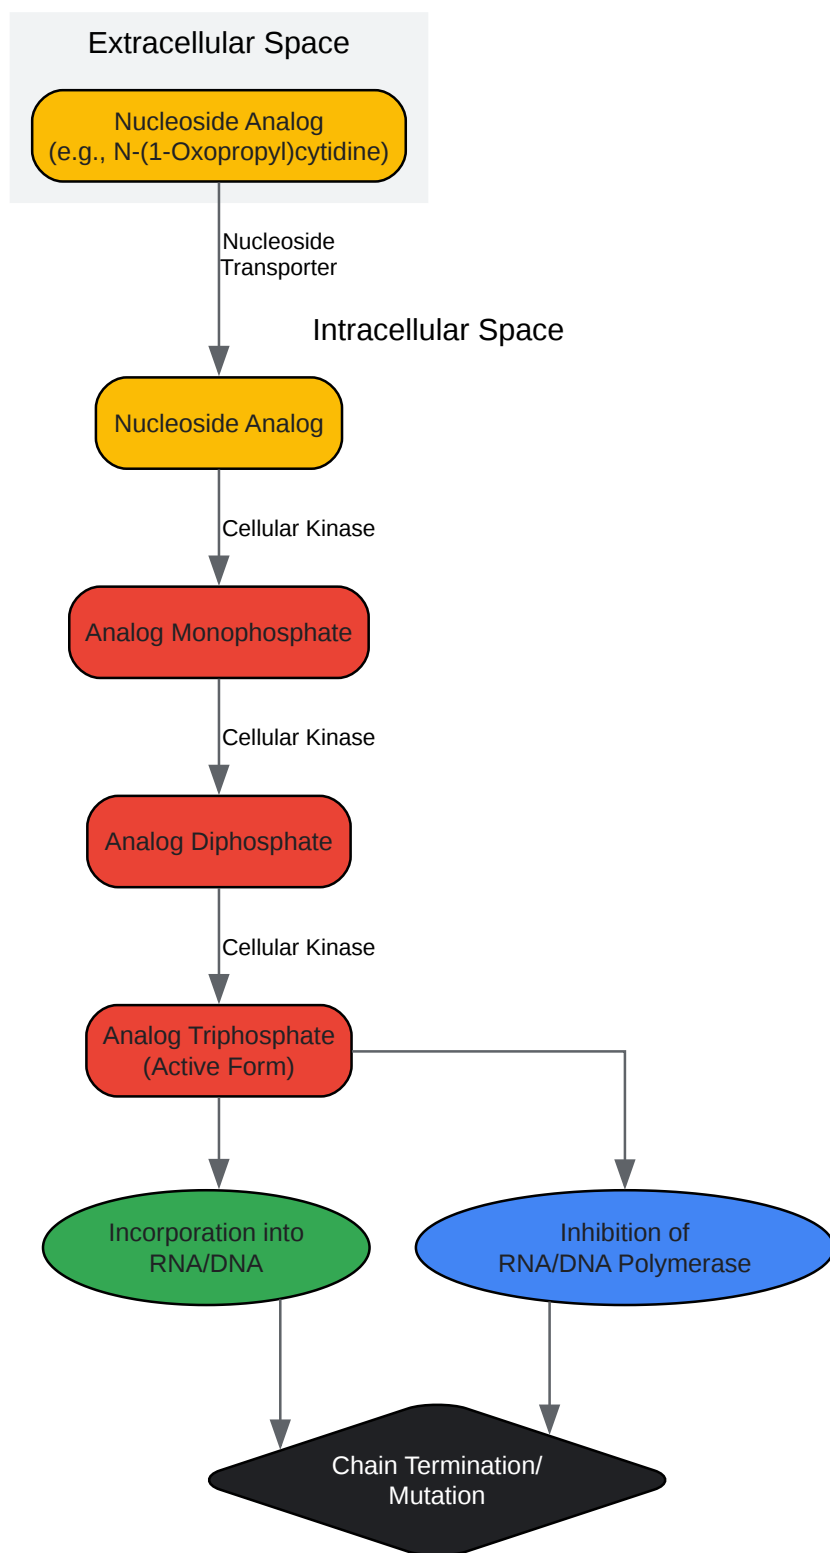 Extracellular Space
Nucleoside Analog
(e.g., N-(1-Oxopropyl)cytidine)
Nucleoside
Transporter
Intracellular Space
Nucleoside Analog
Cellular Kinase
Analog Monophosphate
Cellular Kinase
Analog Diphosphate
Cellular Kinase
Analog Triphosphate
(Active Form)
Incorporation into
RNA/DNA
Inhibition of
RNA/DNA Polymerase
Chain Termination/
Mutation